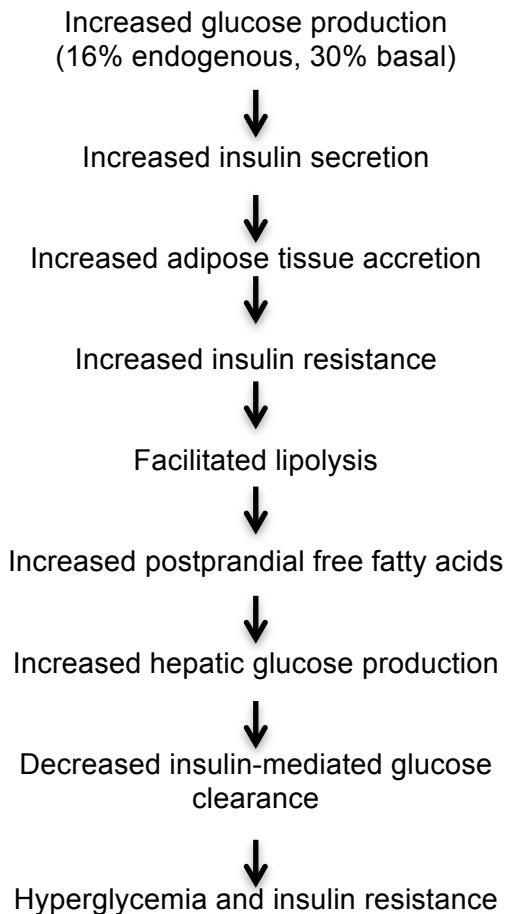 Increased glucose production
(16% endogenous, 30% basal)
Increased insulin secretion
Increased adipose tissue accretion
Increased insulin resistance
Facilitated lipolysis
Increased postprandial free fatty acids
Increased hepatic glucose production
Decreased insulin-mediated glucose
clearance
Hyperglycemia and insulin resistance